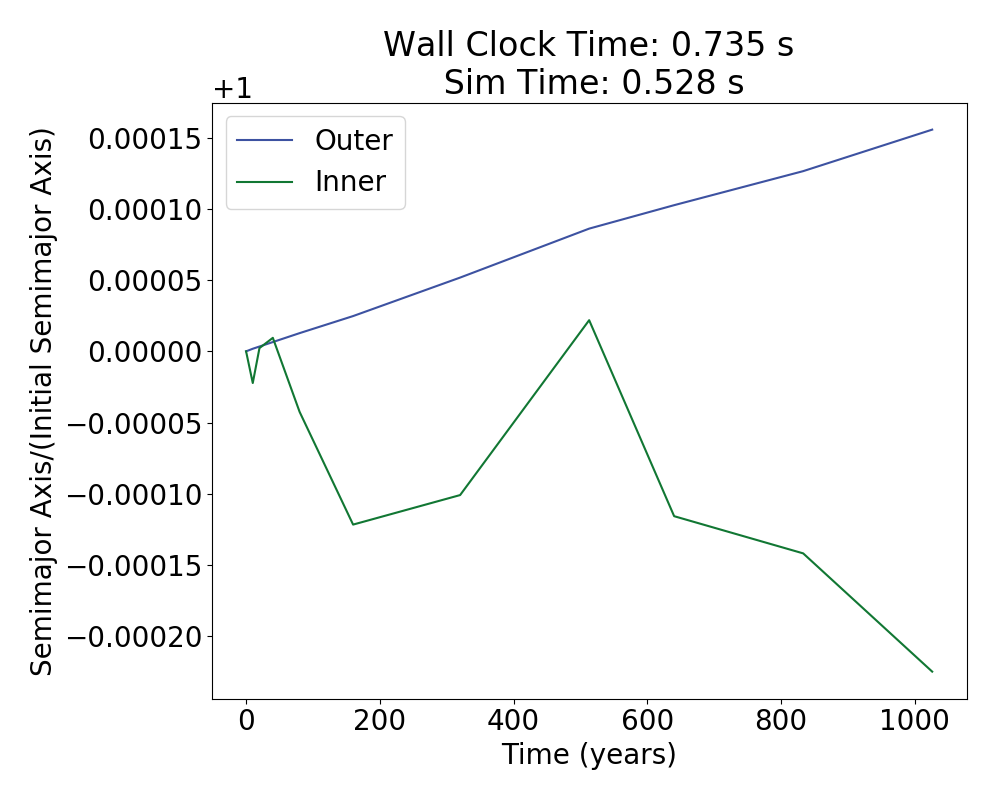 Wall Clock Time: 0.735 s
Sim Time: 0.528 s
+1
Outer
Inner
0.00015
0.00010
0.00005
0.00000
−0.00005
−0.00010
−0.00015
−0.00020
Semimajor Axis/(Initial Semimajor Axis)
0 200 400 600 800 1000
Time (years)